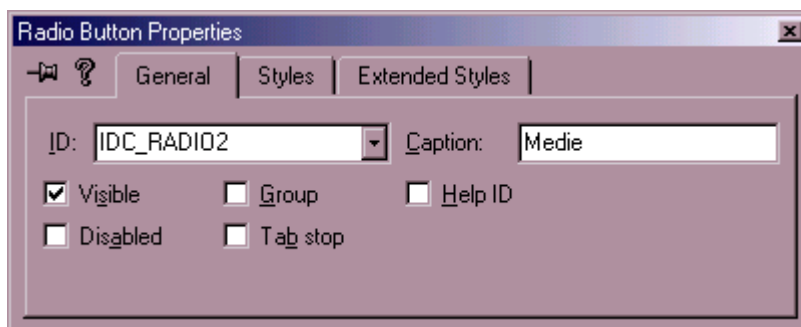 Radio Button Properties
General Styles Extended Styles
ID: IDC_RADIO2 Caption: Medie
Visible Group Help ID
Disabled Tab stop